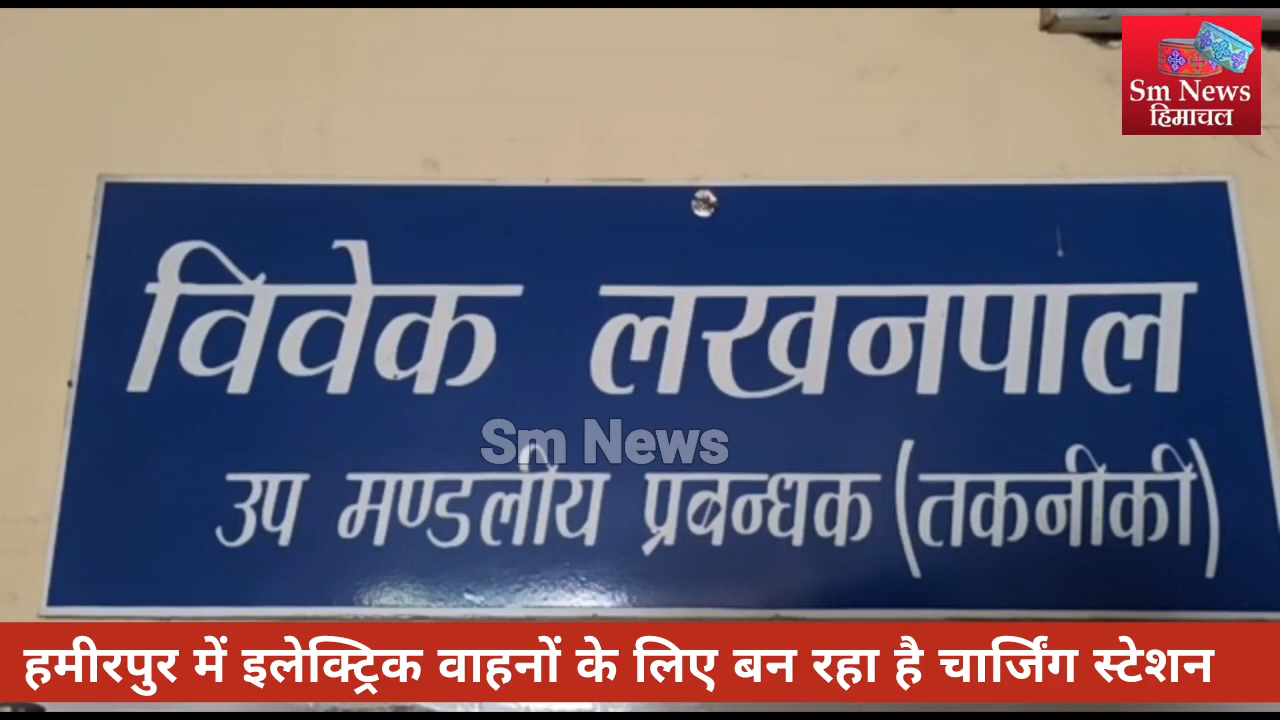 Sm News
हिमाचल
विवेक लखनपाल
Sm News
उप मण्डलीय प्रबन्धक (तकनीकी)
हमीरपुर में इलेक्ट्रिक वाहनों के लिए बन रहा है चार्जिंग स्टेशन